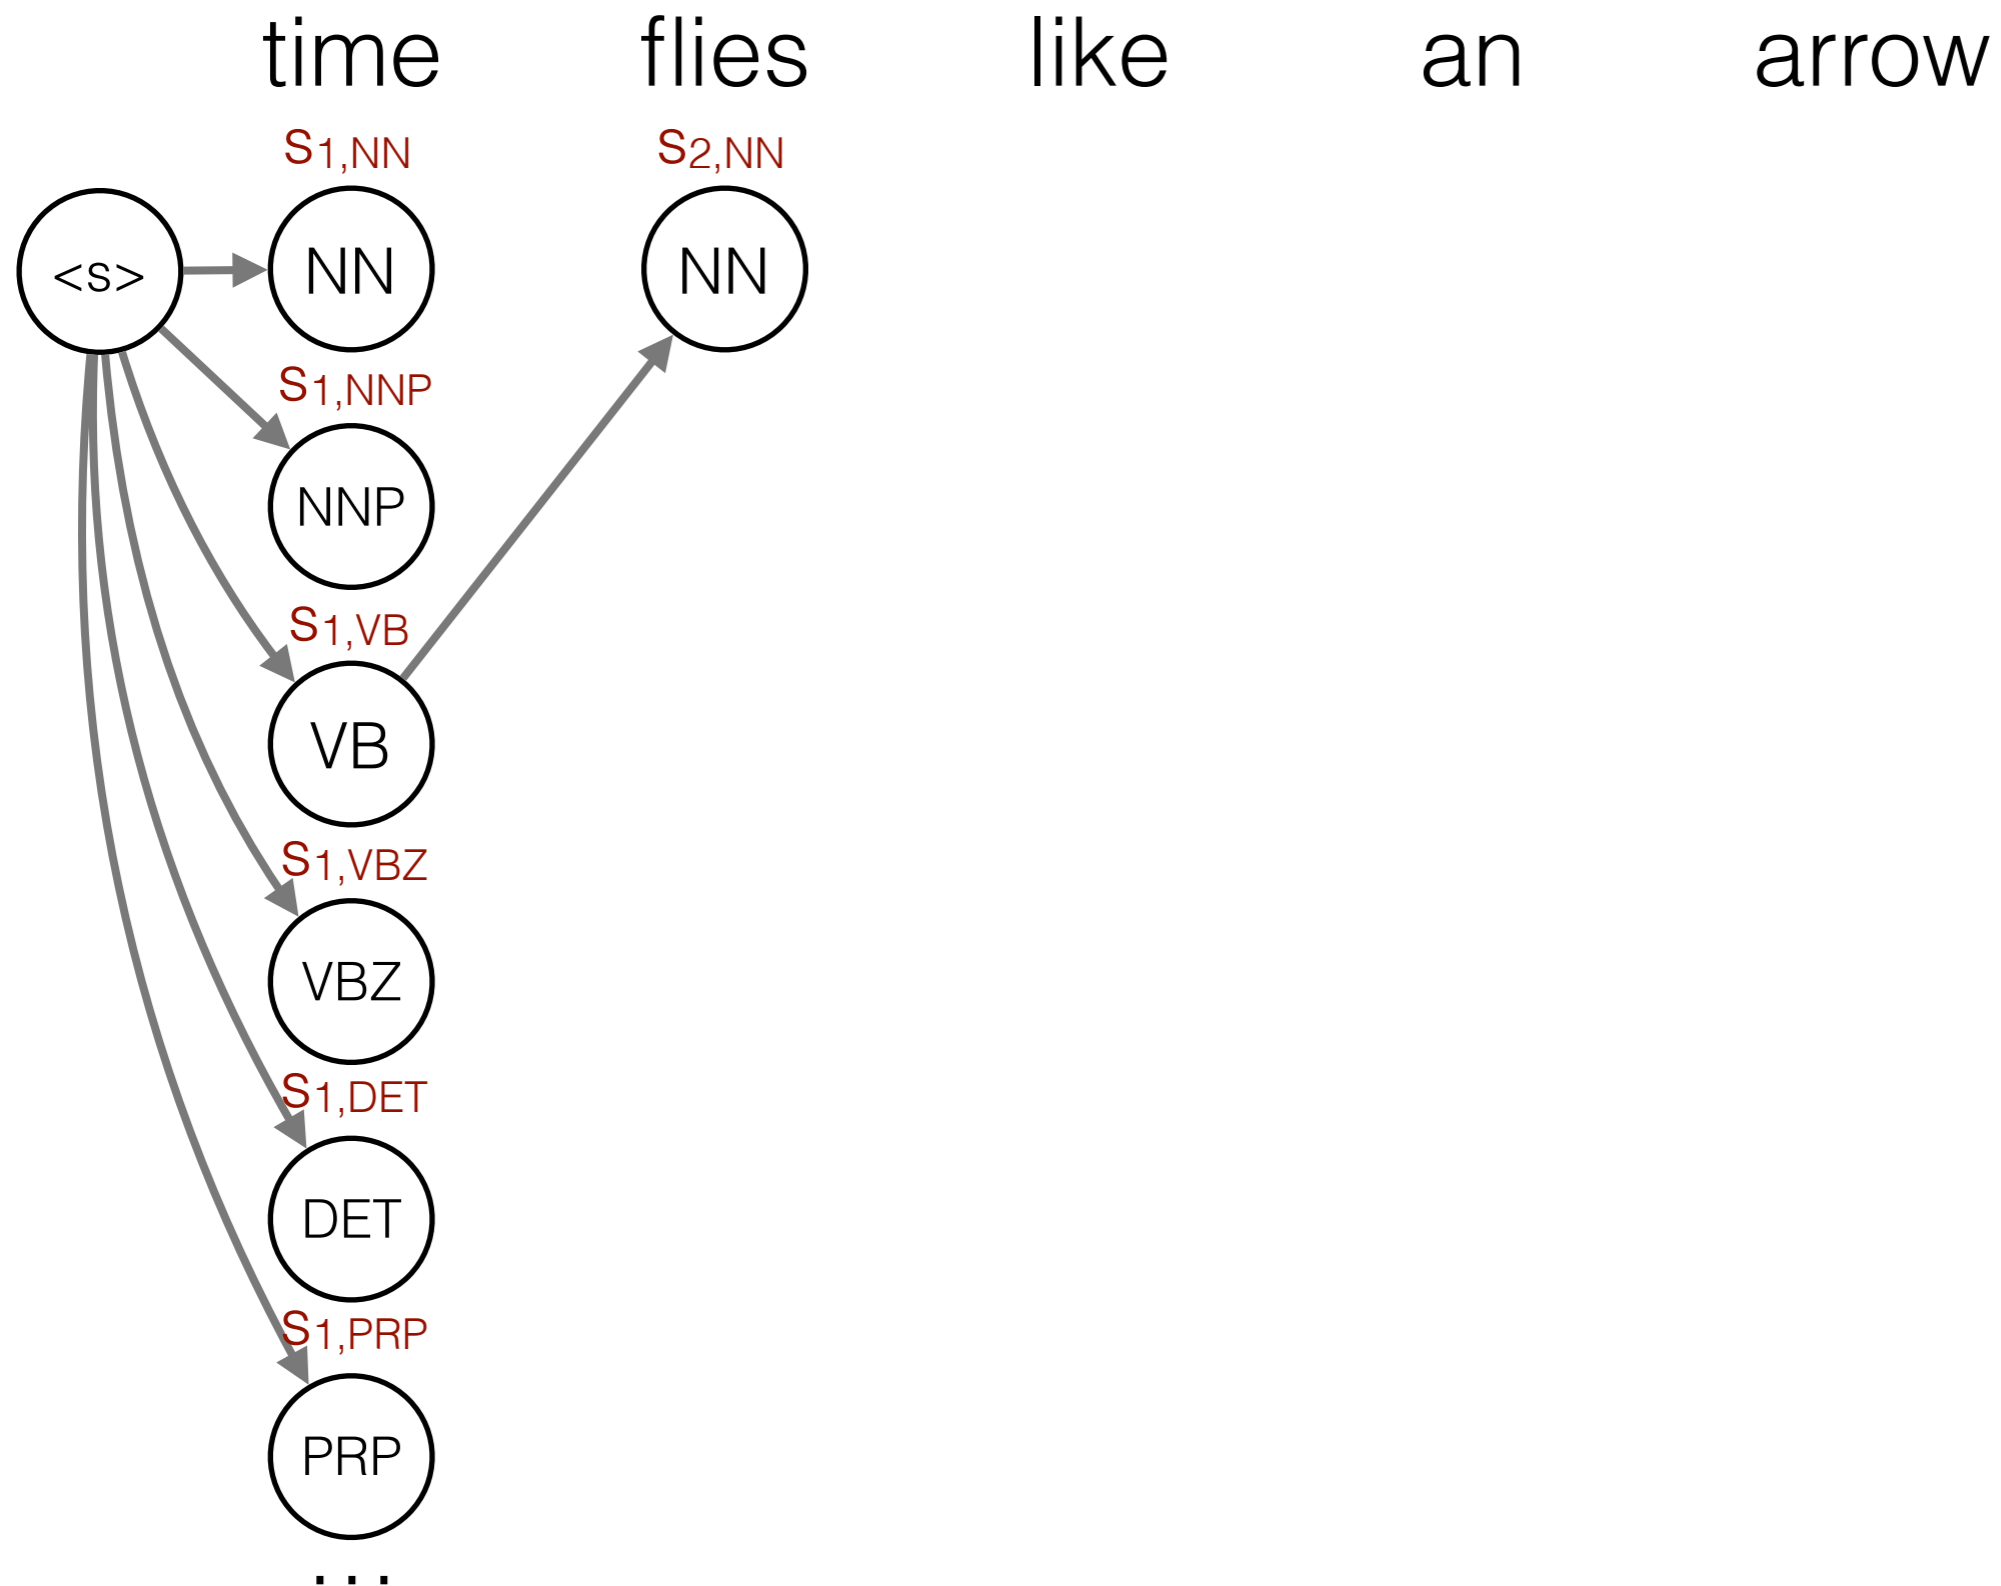 time flies like an arrow
s1,NN s2,NN
<s> NN NN
s1,NNP
NNP
s1,VB
VB
s1,VBZ
VBZ
s1,DET
DET
s1,PRP
PRP
...